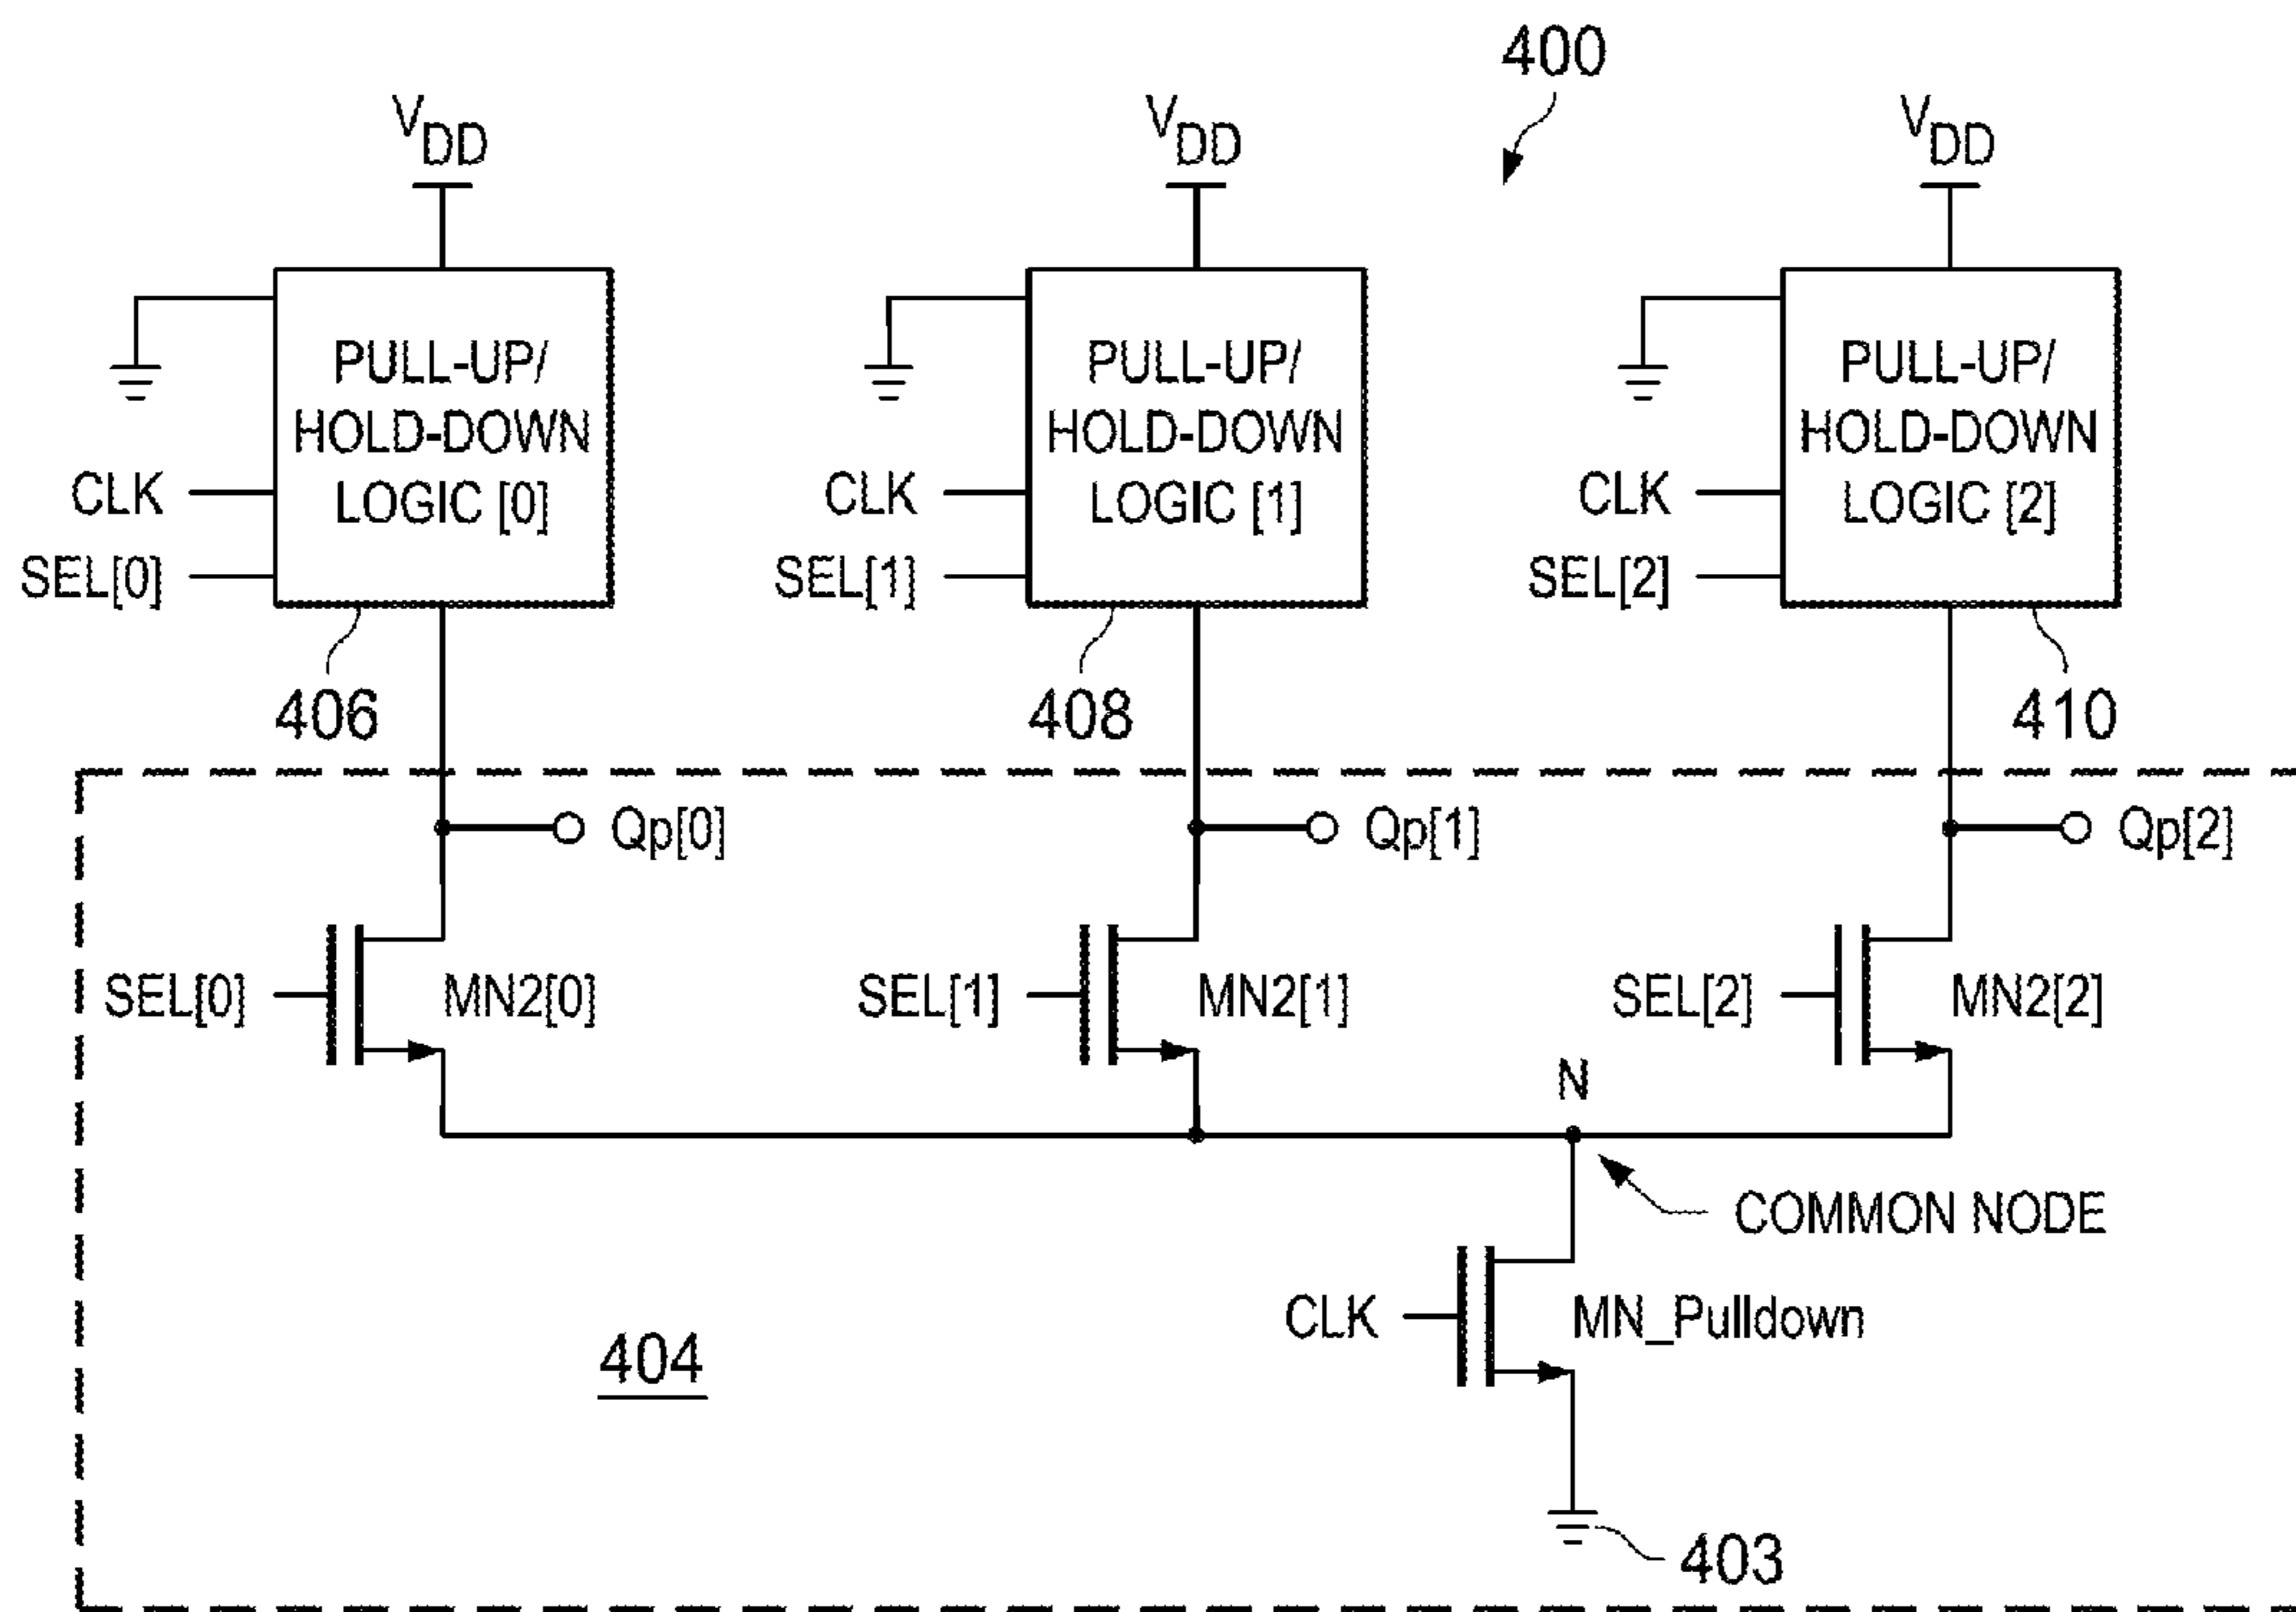 400
VDD VDD VDD
PULL-UP/ HOLD-DOWN LOGIC [0]
CLK
SEL[0]
406
PULL-UP/ HOLD-DOWN LOGIC [1]
CLK
SEL[1]
408
PULL-UP/ HOLD-DOWN LOGIC [2]
CLK
SEL[2]
410
Qp[0] Qp[1] Qp[2]
SEL[0] MN2[0] SEL[1] MN2[1] SEL[2] MN2[2]
N
COMMON NODE
CLK MN_Pulldown
404
403